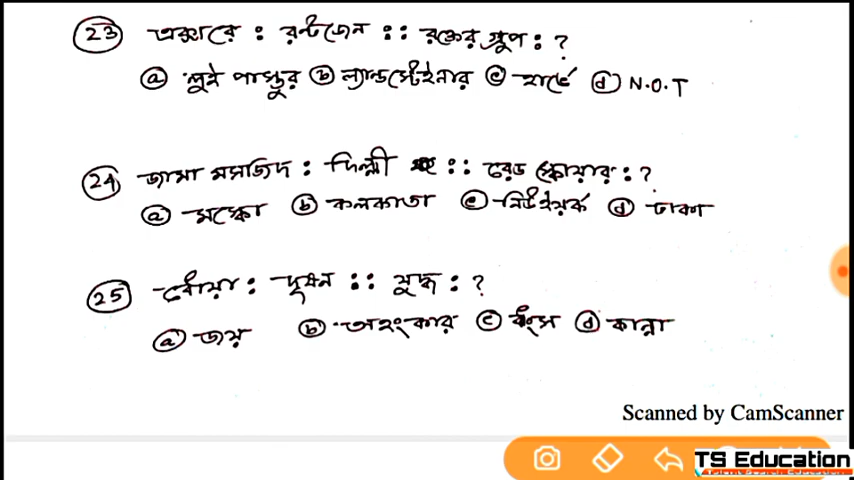 23 এক্সরে : রন্টজেন :: রক্তের গ্রুপ : ?
a লুই পাস্তুর b ল্যান্ডস্টেইনার c হার্ভে d N.O.T
24 জামা মসজিদ : দিল্লী :: রেড স্কোয়ার : ?
a মস্কো b কলকাতা c নিউইয়র্ক d ঢাকা
25 ধোঁয়া : দূষন :: যুদ্ধ : ?
a জয় b অহংকার c ধ্বংস d কান্না
Scanned by CamScanner
TS Education